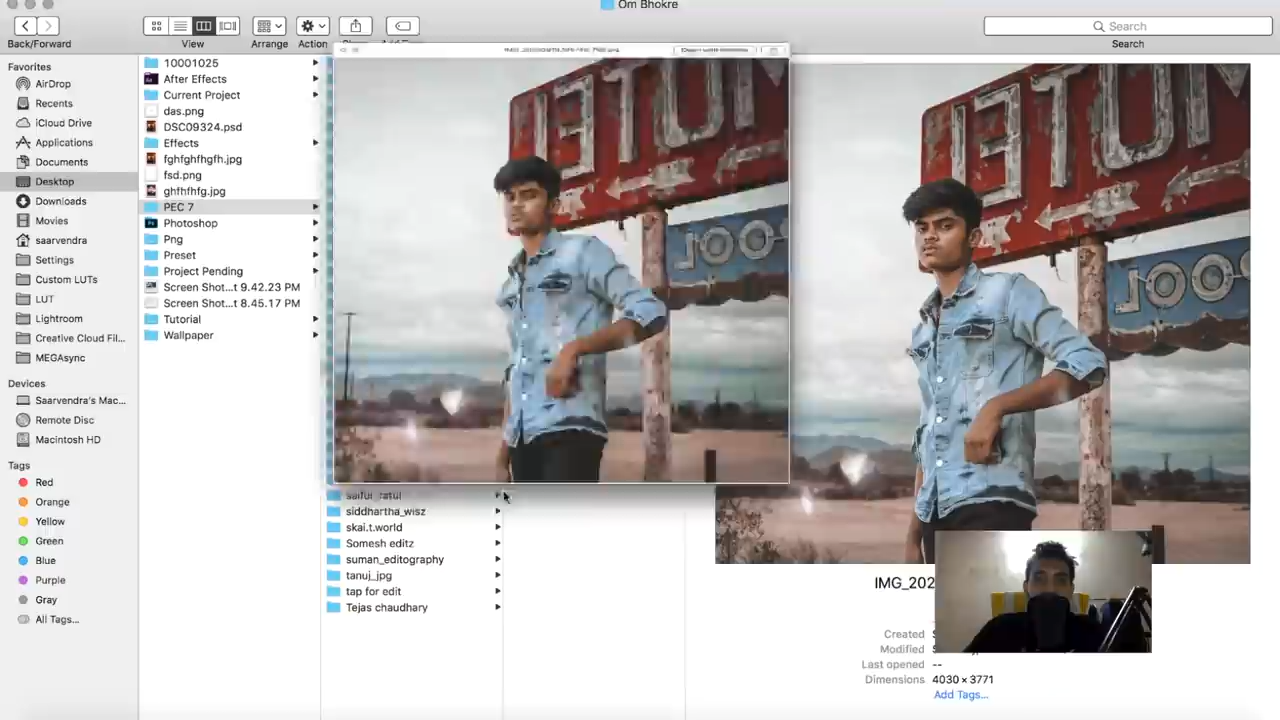 Om Bhokre
Search
Back/Forward
View
Arrange
Action
Search
Favorites
AirDrop
Recents
iCloud Drive
Applications
Documents
Desktop
Downloads
Movies
saarvendra
Settings
Custom LUTs
LUT
Lightroom
Creative Cloud Fil...
MEGAsync
Devices
Saarvendra's Mac...
Remote Disc
Macintosh HD
Tags
Red
Orange
Yellow
Green
Blue
Purple
Gray
All Tags...
10001025
After Effects
Current Project
das.png
DSC09324.psd
Effects
fghfghfhgfh.jpg
fsd.png
ghfhfhfg.jpg
PEC 7
Photoshop
Png
Preset
Project Pending
Screen Shot...t 9.42.23 PM
Screen Shot...t 8.45.17 PM
Tutorial
Wallpaper
saiful_ratul
siddhartha_wisz
skai.t.world
Somesh editz
suman_editography
tanuj_jpg
tap for edit
Tejas chaudhary
IMG_202
Created
Modified
Last opened --
Dimensions 4030 × 3771
Add Tags...